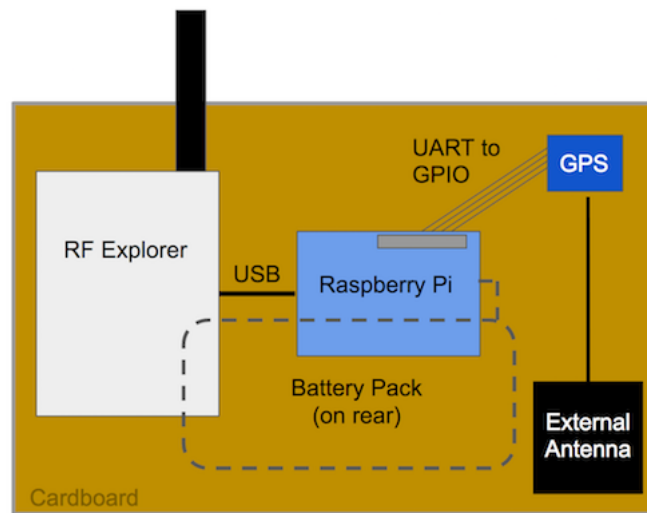 UART to
GPIO
GPS
RF Explorer
USB
Raspberry Pi
Battery Pack
(on rear)
External
Antenna
Cardboard